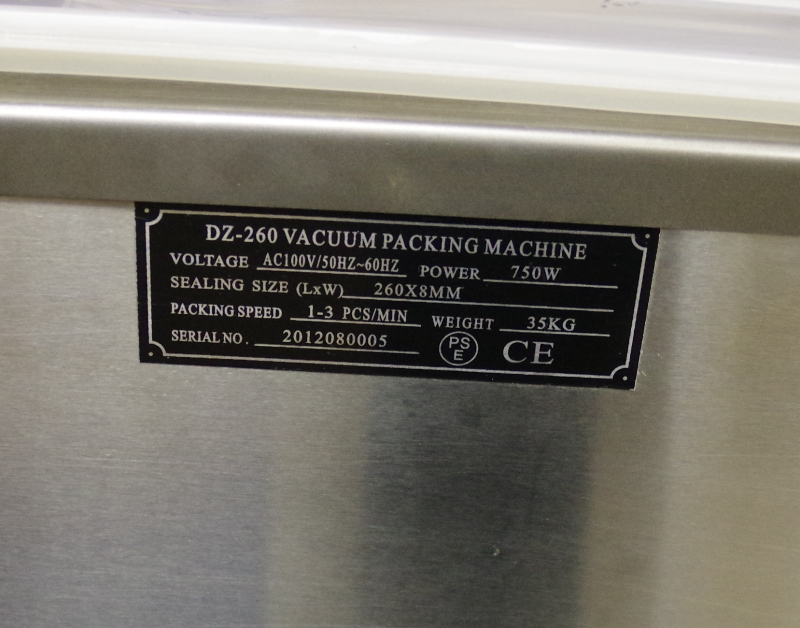 DZ-260 VACUUM PACKING MACHINE
VOLTAGE AC100V/50HZ~60HZ POWER 750W
SEALING SIZE (LxW) 260X8MM
PACKING SPEED 1-3 PCS/MIN WEIGHT 35KG
SERIAL NO. 2012080005 PSE CE